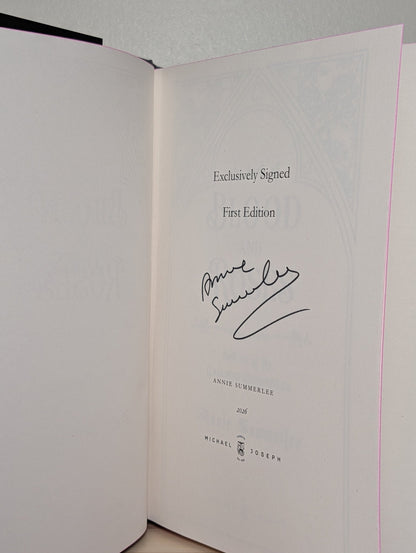 Exclusively Signed
First Edition
Annie
Summerlee
ANNIE SUMMERLEE
2026
MICHAEL JOSEPH